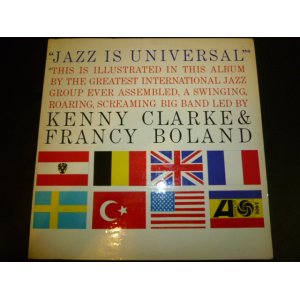 "JAZZ IS UNIVERSAL"*
*THIS IS ILLUSTRATED IN THIS ALBUM
BY THE GREATEST INTERNATIONAL JAZZ
GROUP EVER ASSEMBLED, A SWINGING,
ROARING, SCREAMING BIG BAND LED BY
KENNY CLARKE &
FRANCY BOLAND